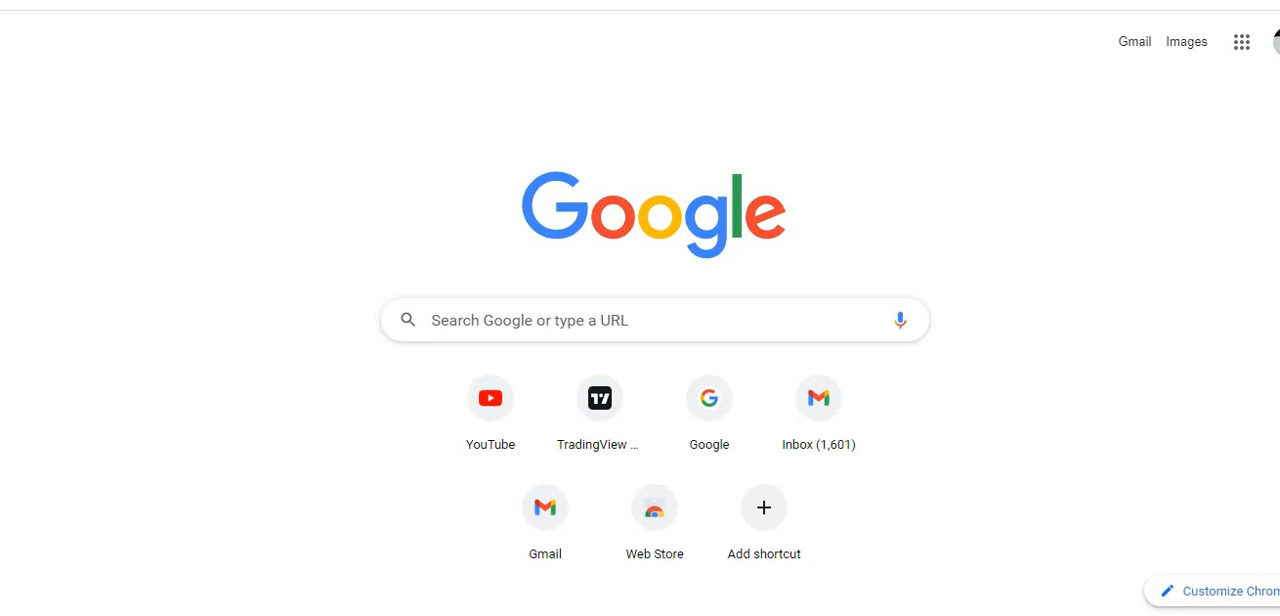 Gmail Images
Google
Search Google or type a URL
YouTube TradingView ... Google Inbox (1,601)
Gmail Web Store Add shortcut
Customize Chron